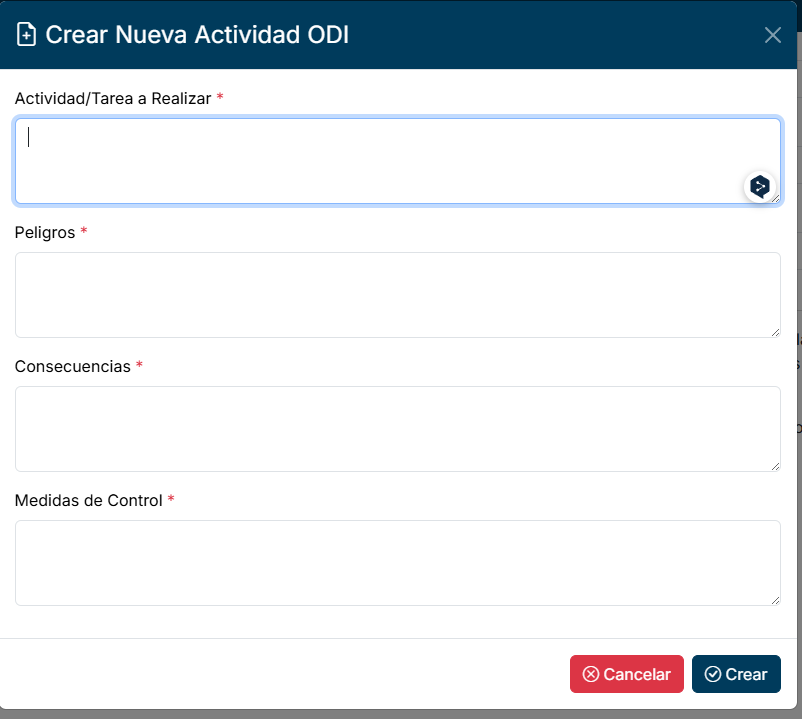 Crear Nueva Actividad ODI
Actividad/Tarea a Realizar *
Peligros *
Consecuencias *
Medidas de Control *
Cancelar
Crear